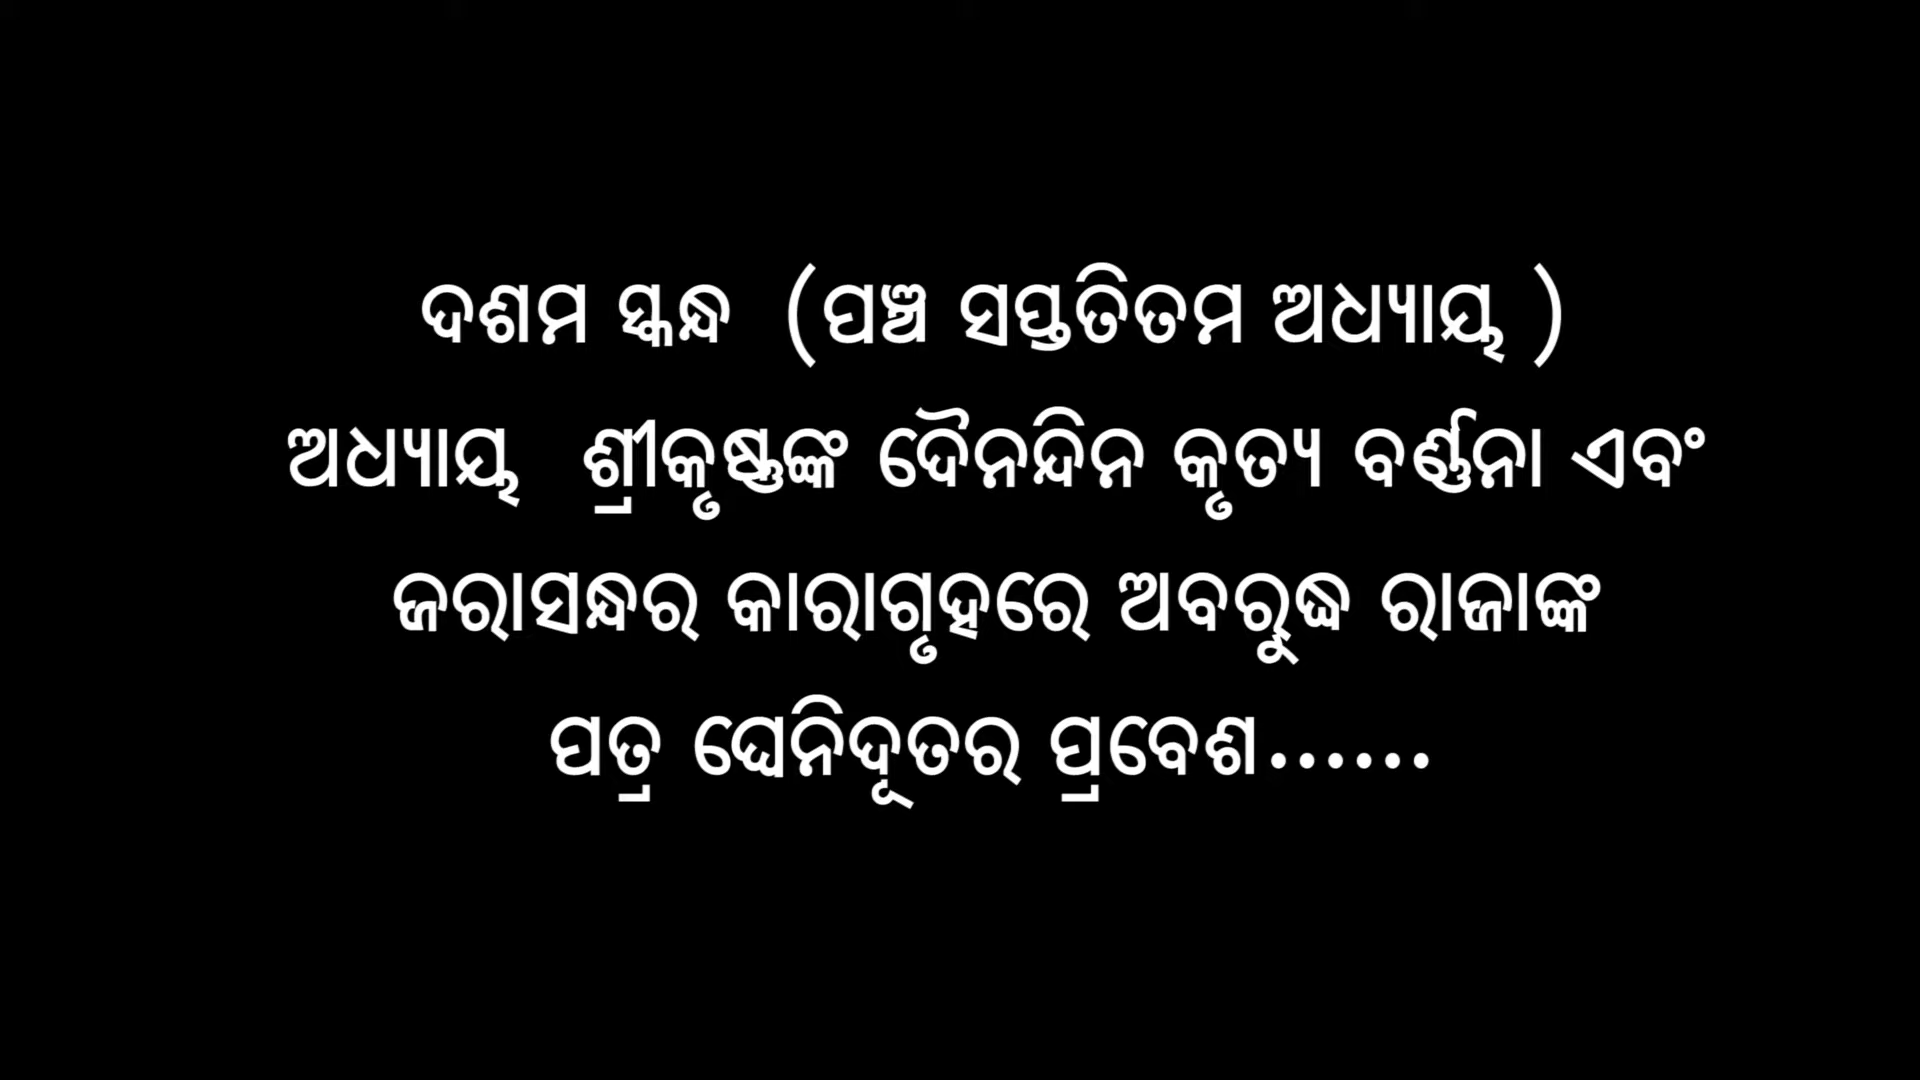 ଦଶମ ସ୍କନ୍ଧ (ପଞ୍ଚ ସପ୍ତତିତମ ଅଧ୍ୟାୟ )
ଅଧ୍ୟାୟ ଶ୍ରୀକୃଷ୍ଣଙ୍କ ଦୈନନ୍ଦିନ କୃତ୍ୟ ବର୍ଣ୍ଣନା ଏବଂ
ଜରାସନ୍ଧର କାରାଗୃହରେ ଅବରୁଦ୍ଧ ରାଜାଙ୍କ
ପତ୍ର ଘେନିଦୂତର ପ୍ରବେଶ......